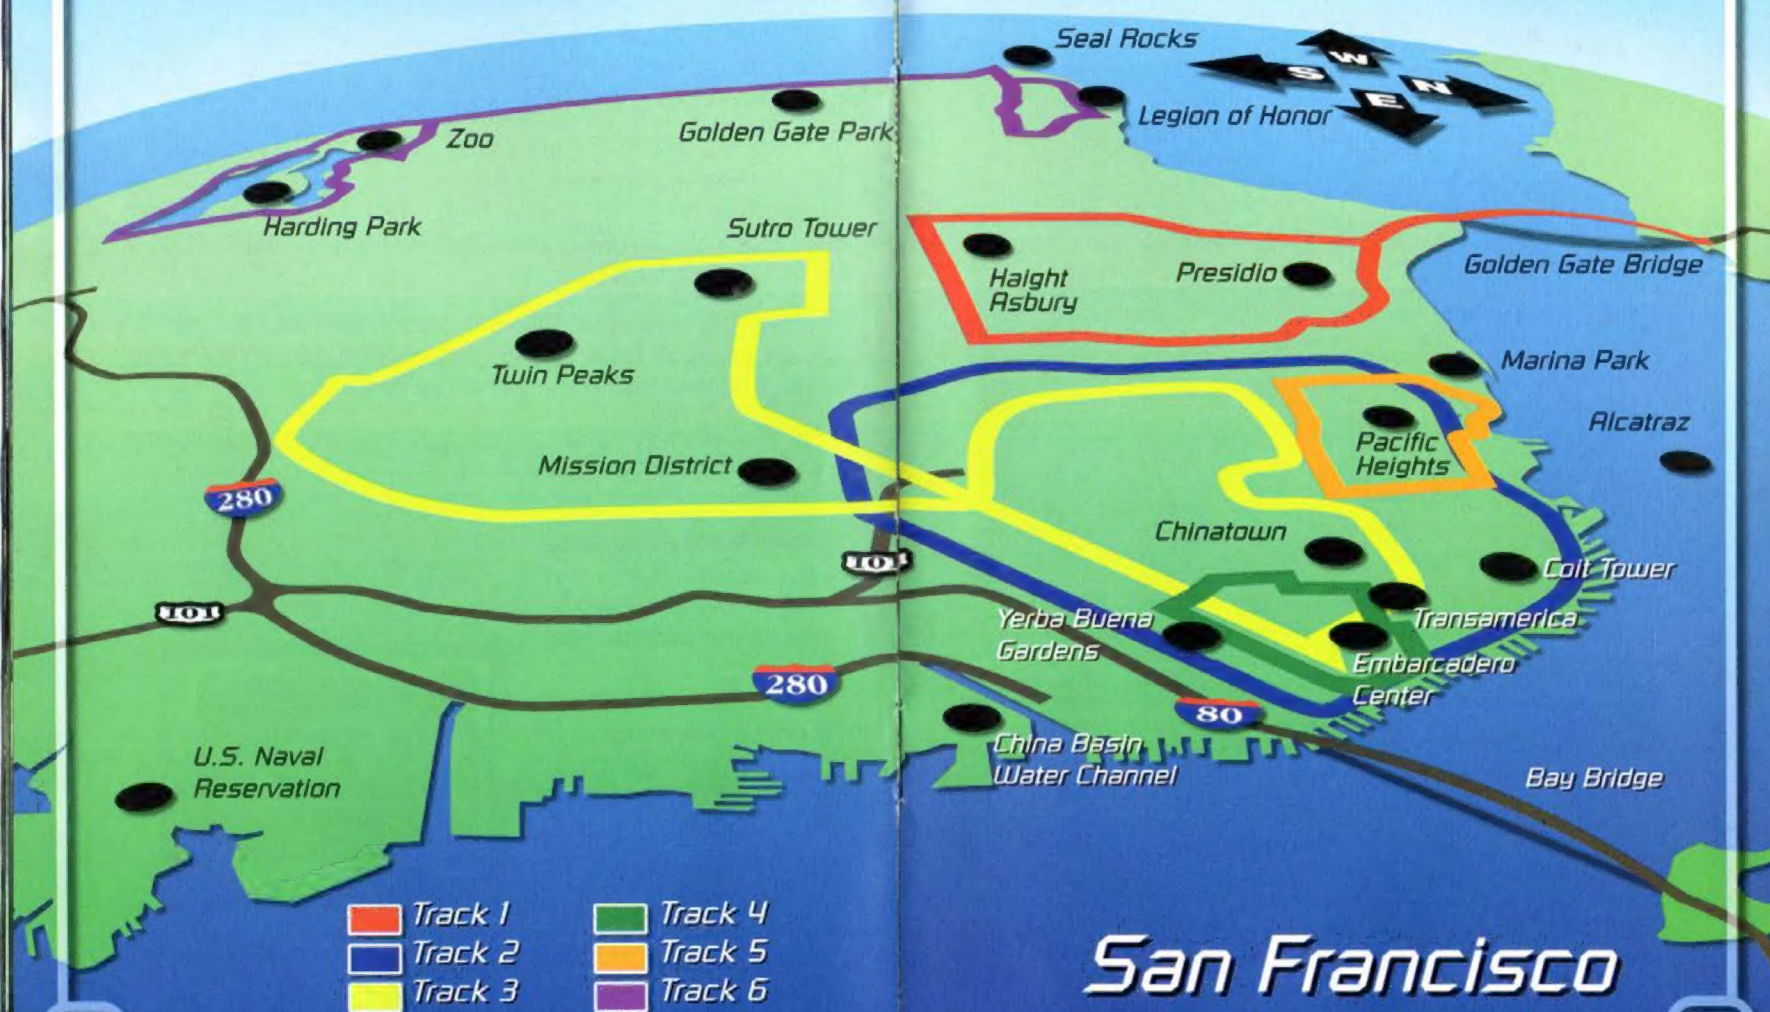 Seal Rocks
W
S
N
E
Legion of Honor
Zoo
Golden Gate Park
Harding Park
Sutro Tower
Haight
Asbury
Presidio
Golden Gate Bridge
Twin Peaks
Marina Park
Alcatraz
Pacific
Heights
Mission District
280
Chinatown
101
Coit Tower
101
Yerba Buena
Gardens
Transamerica
Embarcadero
Center
280
80
China Basin
Water Channel
U.S. Naval
Reservation
Bay Bridge
Track 1
Track 2
Track 3
Track 4
Track 5
Track 6
San Francisco